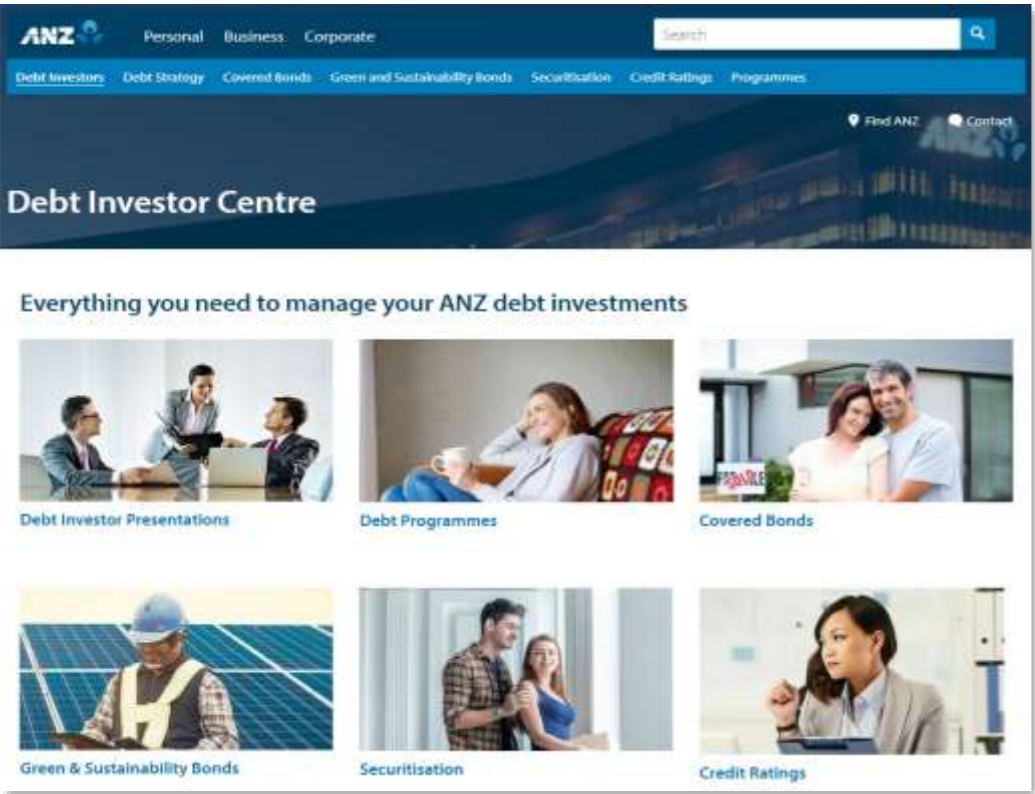 ANZ
Personal Business Corporate
Search
Debt Investors Debt Strategy Covered Bonds Green and Sustainability Bonds Securitisation Credit Ratings Programmes
Find ANZ Contact
ANZ
Debt Investor Centre
Everything you need to manage your ANZ debt investments
Debt Investor Presentations Debt Programmes Covered Bonds
Green & Sustainability Bonds Securitisation Credit Ratings